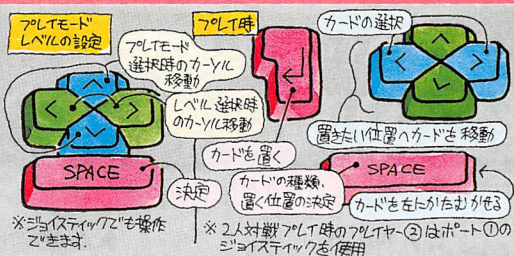 プレイモード
レベルの設定
プレイモード
選択時のカーソル
移動
レベル選択時
のカーソル移動
SPACE
決定
※ジョイスティックでも操作
できます.
プレイ時
カードの選択
カードを置く
置きたい位置へカードを移動
SPACE
カードの種類、
置く位置の決定
カードを左にかたむかせる
※2人対戦プレイ時のプレイヤー②はポート①の
ジョイスティックを使用